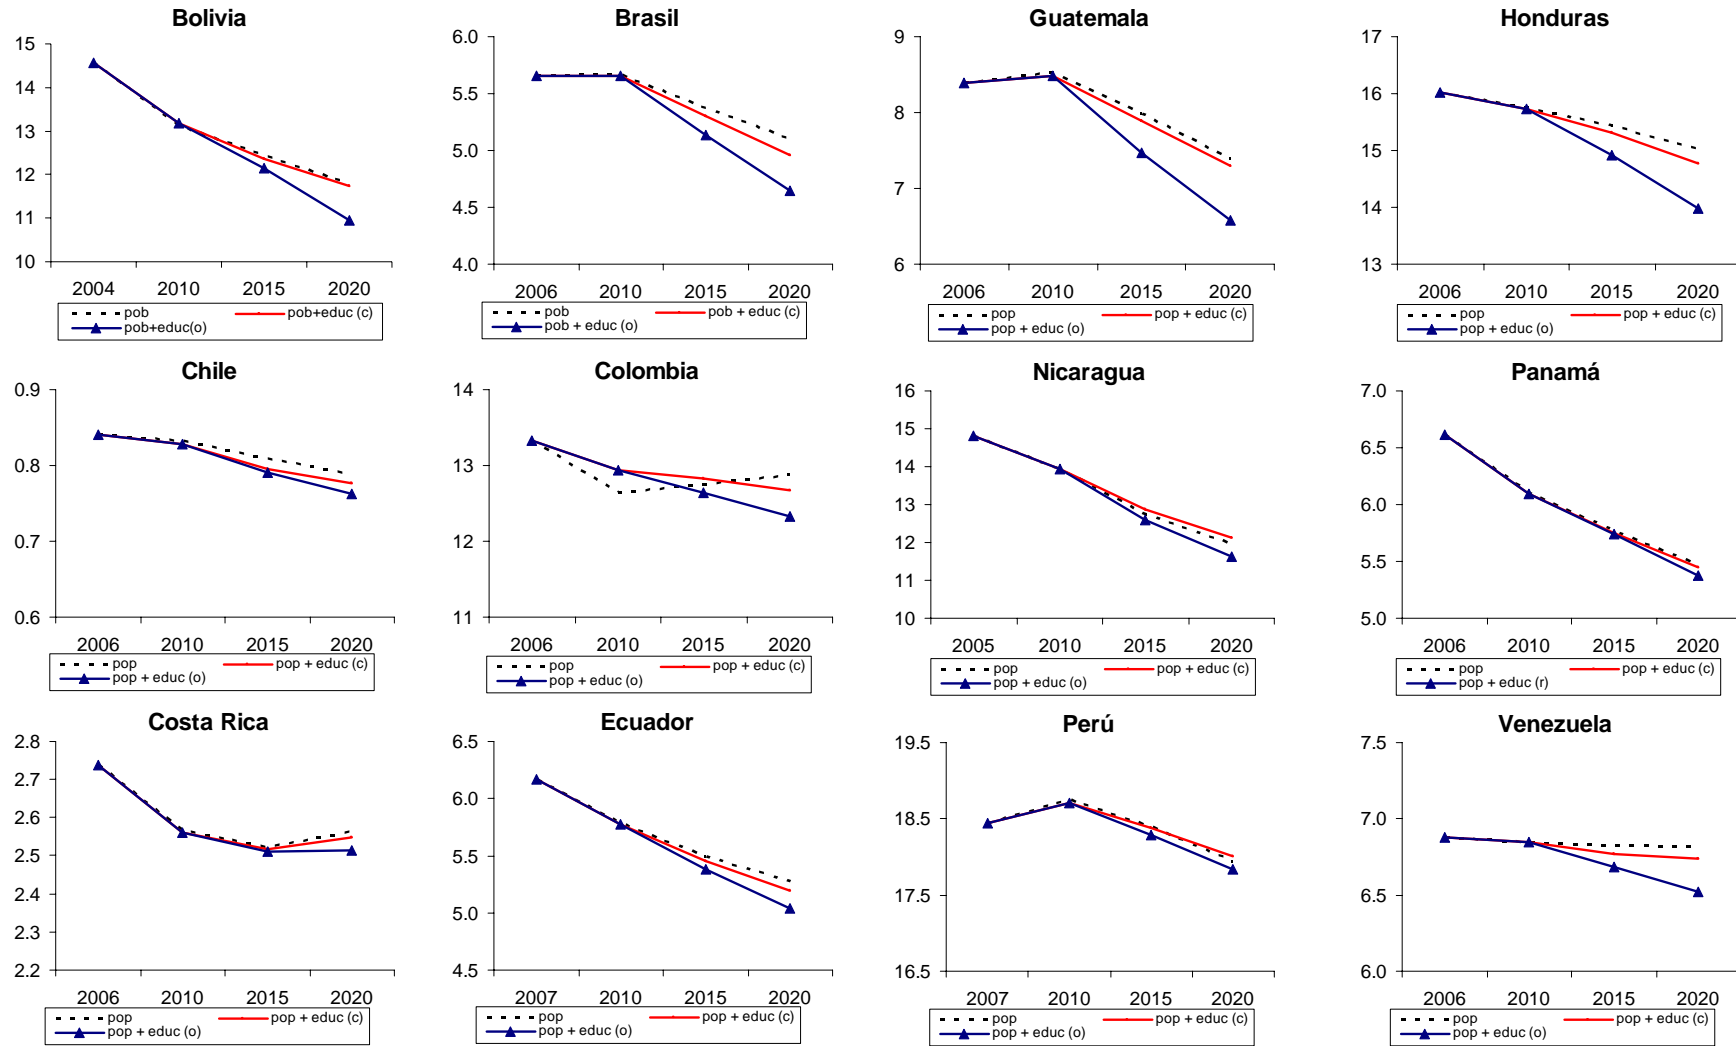 Bolivia
15
14
13
12
11
10
2004 2010 2015 2020
pob pob+educ (c)
pob+educ(o)
Brasil
6.0
5.5
5.0
4.5
4.0
2006 2010 2015 2020
pob pob + educ (c)
pob + educ (o)
Guatemala
9
8
7
6
2006 2010 2015 2020
pop pop + educ (c)
pop + educ (o)
Honduras
17
16
15
14
13
2006 2010 2015 2020
pop pop + educ (c)
pop + educ (o)
Chile
0.9
0.8
0.7
0.6
2006 2010 2015 2020
pop pop + educ (c)
pop + educ (o)
Colombia
14
13
12
11
2006 2010 2015 2020
pop pop + educ (c)
pop + educ (o)
Nicaragua
16
15
14
13
12
11
10
2005 2010 2015 2020
pop pop + educ (c)
pop + educ (o)
Panamá
7.0
6.5
6.0
5.5
5.0
2006 2010 2015 2020
pop pop + educ (c)
pop + educ (r)
Costa Rica
2.8
2.7
2.6
2.5
2.4
2.3
2.2
2006 2010 2015 2020
pop pop + educ (c)
pop + educ (o)
Ecuador
6.5
6.0
5.5
5.0
4.5
2007 2010 2015 2020
pop pop + educ (c)
pop + educ (o)
Perú
19.5
18.5
17.5
16.5
2007 2010 2015 2020
pop pop + educ (c)
pop + educ (o)
Venezuela
7.5
7.0
6.5
6.0
2006 2010 2015 2020
pop pop + educ (c)
pop + educ (o)